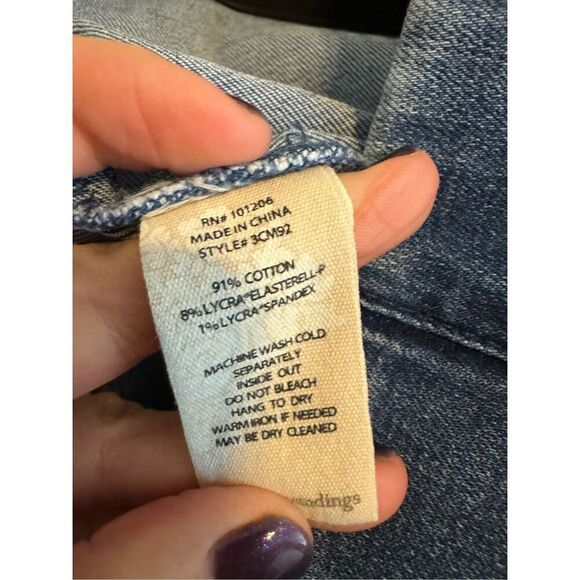 RN# 101206
MADE IN CHINA
STYLE# 3CM92
91% COTTON
8% LYCRA® ELASTERELL-P
1% LYCRA® SPANDEX
MACHINE WASH COLD
SEPARATELY
INSIDE OUT
DO NOT BLEACH
HANG TO DRY
WARM IRON IF NEEDED
MAY BE DRY CLEANED